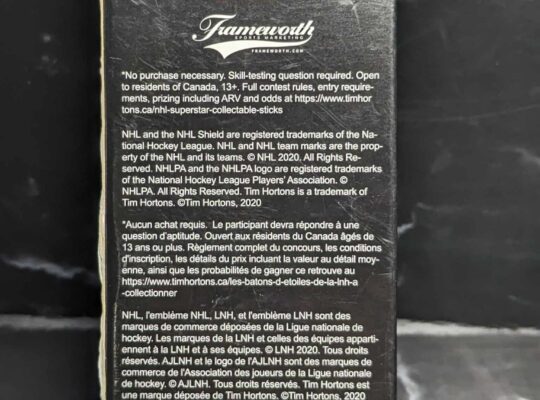 Frameworth
SPORTS MARKETING
FRAMEWORTH.COM
*No purchase necessary. Skill-testing question required. Open
to residents of Canada, 13+. Full contest rules, entry require-
ments, prizing including ARV and odds at https://www.timhor
tons.ca/nhl-superstar-collectable-sticks
NHL and the NHL Shield are registered trademarks of the Na-
tional Hockey League. NHL and NHL team marks are the prop-
erty of the NHL and its teams. © NHL 2020. All Rights Re-
served. NHLPA and the NHLPA logo are registered trademarks
of the National Hockey League Players' Association. ©
NHLPA. All Rights Reserved. Tim Hortons is a trademark of
Tim Hortons. ©Tim Hortons, 2020
*Aucun achat requis. Le participant devra répondre à une
question d'aptitude. Ouvert aux résidents du Canada âgés de
13 ans ou plus. Règlement complet du concours, les conditions
d'inscription, les détails du prix incluant la valeur au détail moy-
enne, ainsi que les probabilités de gagner ce retrouve au
https://www.timhortons.ca/les-batons-d-etoiles-de-la-lnh-a
-collectionner
NHL, l'emblème NHL, LNH, et l'emblème LNH sont des
marques de commerce déposées de la Ligue nationale de
hockey. Les marques de la LNH et celles des équipes apparti-
ennent à la LNH et à ses équipes. © LNH 2020. Tous droits
réservés. AJLNH et le logo de l'AJLNH sont des marques de
commerce de l'Association des joueurs de la Ligue nationale
de hockey. © AJLNH. Tous droits réservés. Tim Hortons est
une marque déposée de Tim Hortons. ©Tim Hortons, 2020